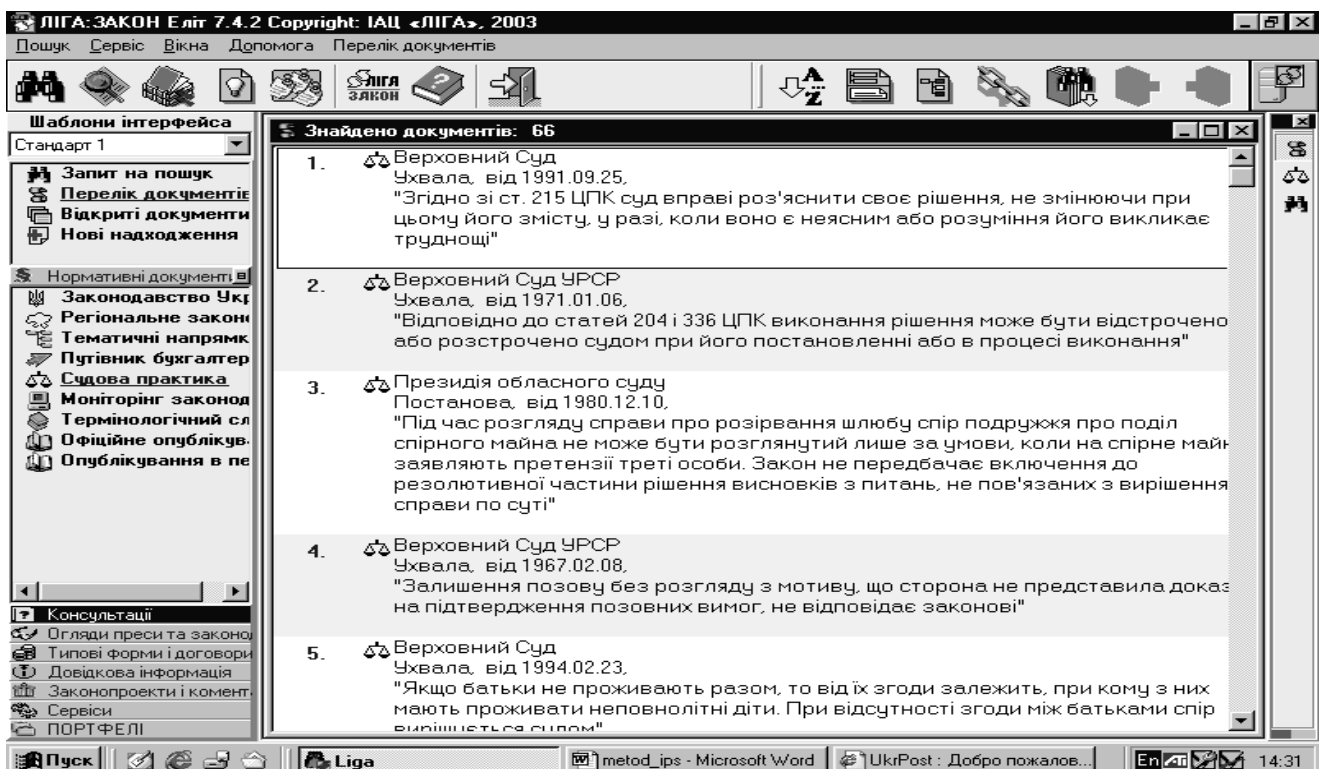 ЛІГА:ЗАКОН Еліт 7.4.2 Copyright: ІАЦ «ЛІГА», 2003
Пошук Сервіс Вікна Допомога Перелік документів
ЛІГА ЗАКОН
Шаблони інтерфейса
Стандарт 1
Запит на пошук
Перелік документів
Відкриті документи
Нові надходження
Нормативні документи
Законодавство Укр
Регіональне законо
Тематичні напрямк
Путівник бухгалтер
Судова практика
Моніторінг законод
Термінологічний сл
Офіційне опублікув
Опублікування в пе
Консультації
Огляди преси та законо
Типові форми і договори
Довідкова інформація
Законопроекти і комент
Сервіси
ПОРТФЕЛІ
Знайдено документів: 66
1. Верховний Суд
Ухвала, від 1991.09.25,
"Згідно зі ст. 215 ЦПК суд вправі роз'яснити своє рішення, не змінюючи при
цьому його змісту, у разі, коли воно є неясним або розуміння його викликає
труднощі"
2. Верховний Суд УРСР
Ухвала, від 1971.01.06,
"Відповідно до статей 204 і 336 ЦПК виконання рішення може бути відстрочено
або розстрочено судом при його постановленні або в процесі виконання"
3. Президія обласного суду
Постанова, від 1980.12.10,
"Під час розгляду справи про розірвання шлюбу спір подружжя про поділ
спірного майна не може бути розглянутий лише за умови, коли на спірне майн
заявляють претензії треті особи. Закон не передбачає включення до
резолютивної частини рішення висновків з питань, не пов'язаних з вирішення
справи по суті"
4. Верховний Суд УРСР
Ухвала, від 1967.02.08,
"Залишення позову без розгляду з мотиву, що сторона не представила доказ
на підтвердження позовних вимог, не відповідає законові"
5. Верховний Суд
Ухвала, від 1994.02.23,
"Якщо батьки не проживають разом, то від їх згоди залежить, при кому з них
мають проживати неповнолітні діти. При відсутності згоди між батьками спір
вирішується судом"
Пуск Liga metod_ips - Microsoft Word UkrPost : Добро пожалов... En 14:31